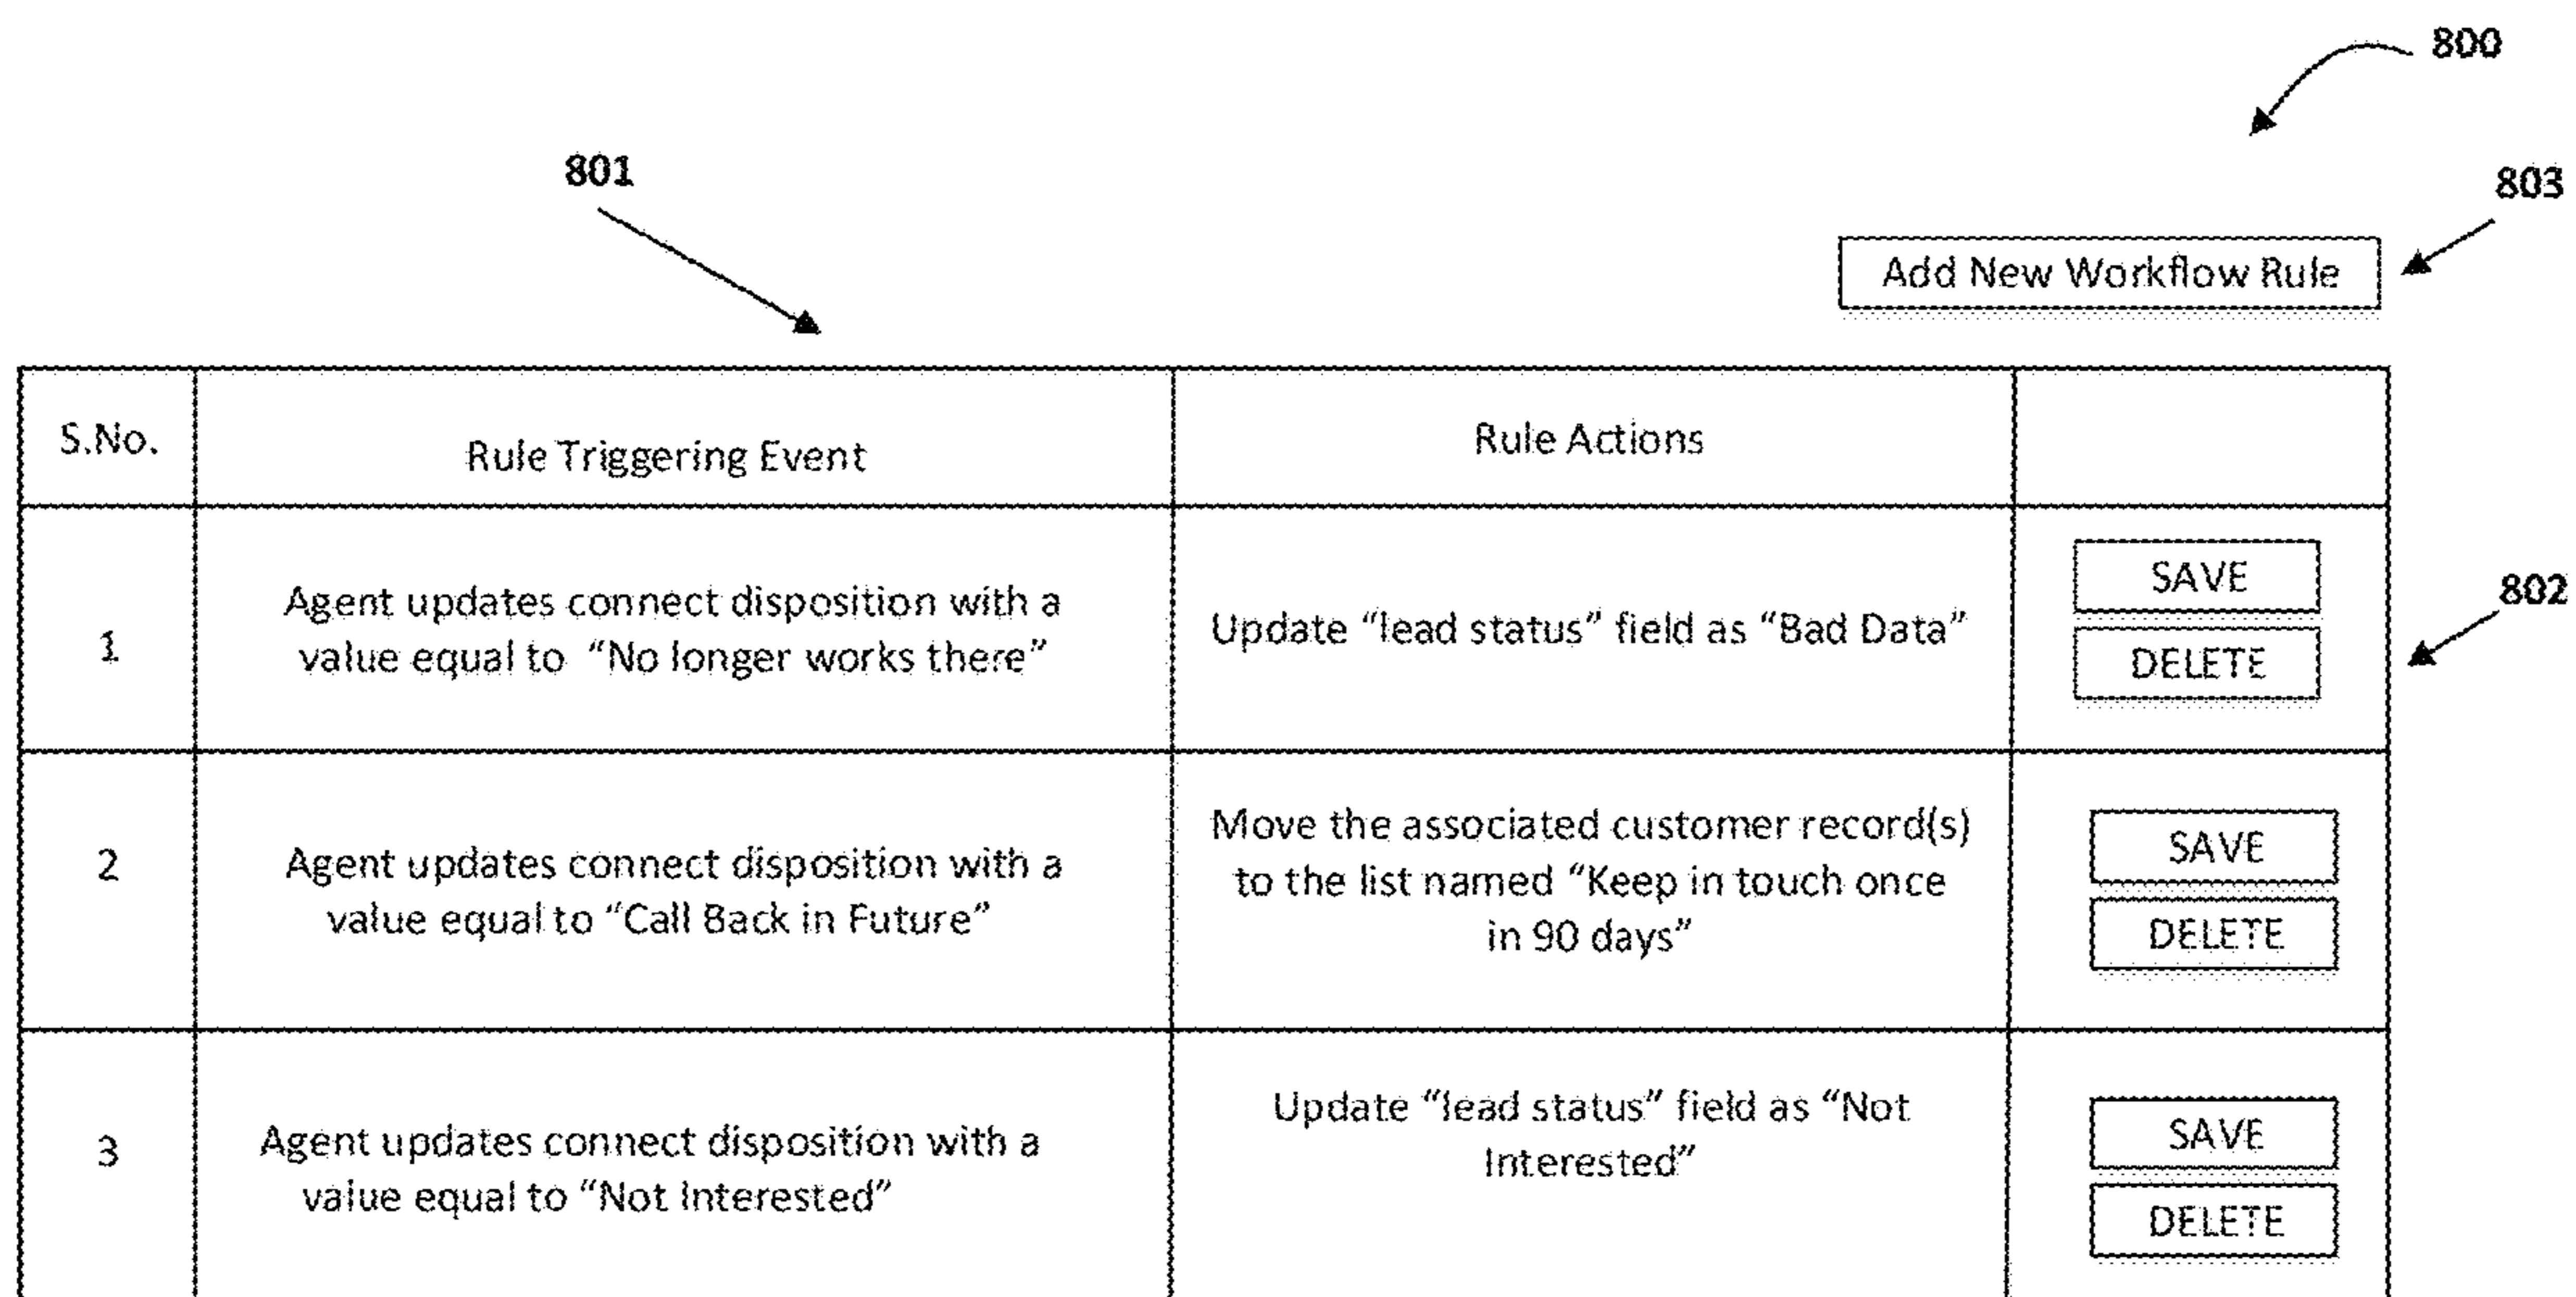 800
801
803
Add New Workflow Rule
S.No.
Rule Triggering Event
Rule Actions
1
Agent updates connect disposition with a
value equal to “No longer works there”
Update “lead status” field as “Bad Data”
SAVE
DELETE
802
2
Agent updates connect disposition with a
value equal to “Call Back in Future”
Move the associated customer record(s)
to the list named “Keep in touch once
in 90 days”
SAVE
DELETE
3
Agent updates connect disposition with a
value equal to “Not Interested”
Update “lead status” field as “Not
Interested”
SAVE
DELETE